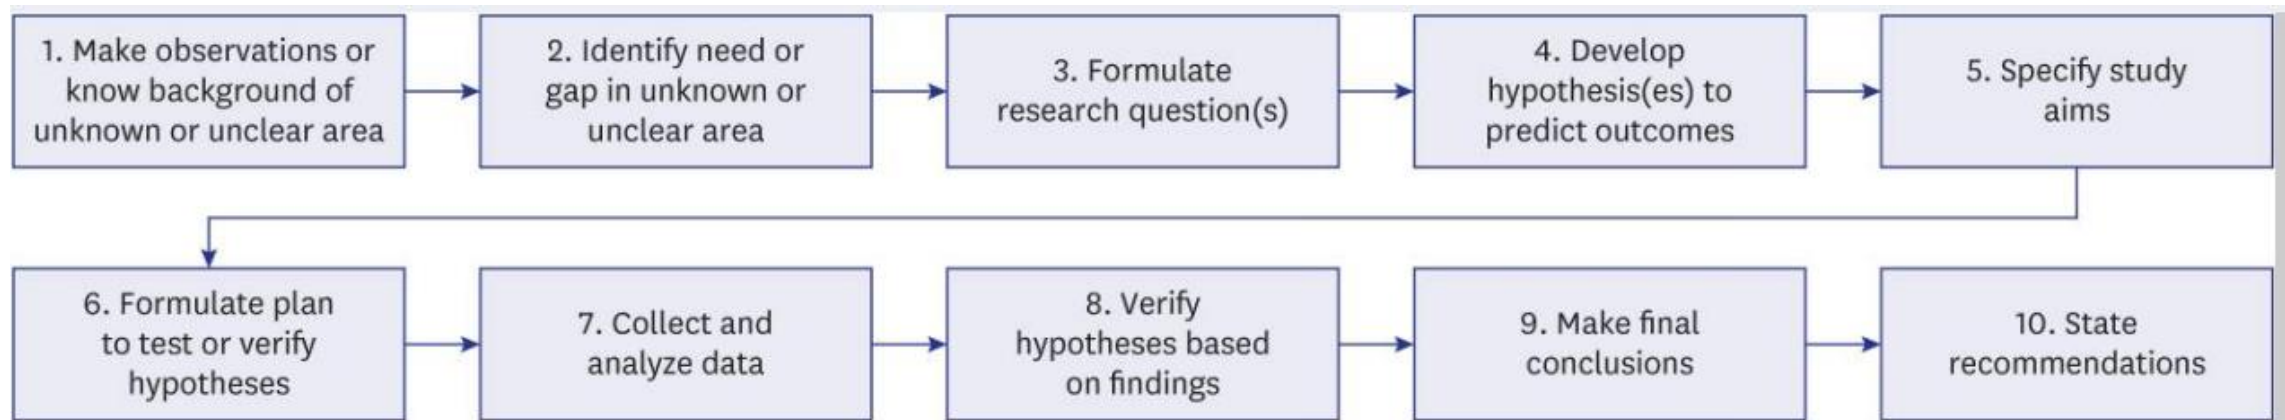 1. Make observations or
know background of
unknown or unclear area
2. Identify need or
gap in unknown or
unclear area
3. Formulate
research question(s)
4. Develop
hypothesis(es) to
predict outcomes
5. Specify study
aims
6. Formulate plan
to test or verify
hypotheses
7. Collect and
analyze data
8. Verify
hypotheses based
on findings
9. Make final
conclusions
10. State
recommendations